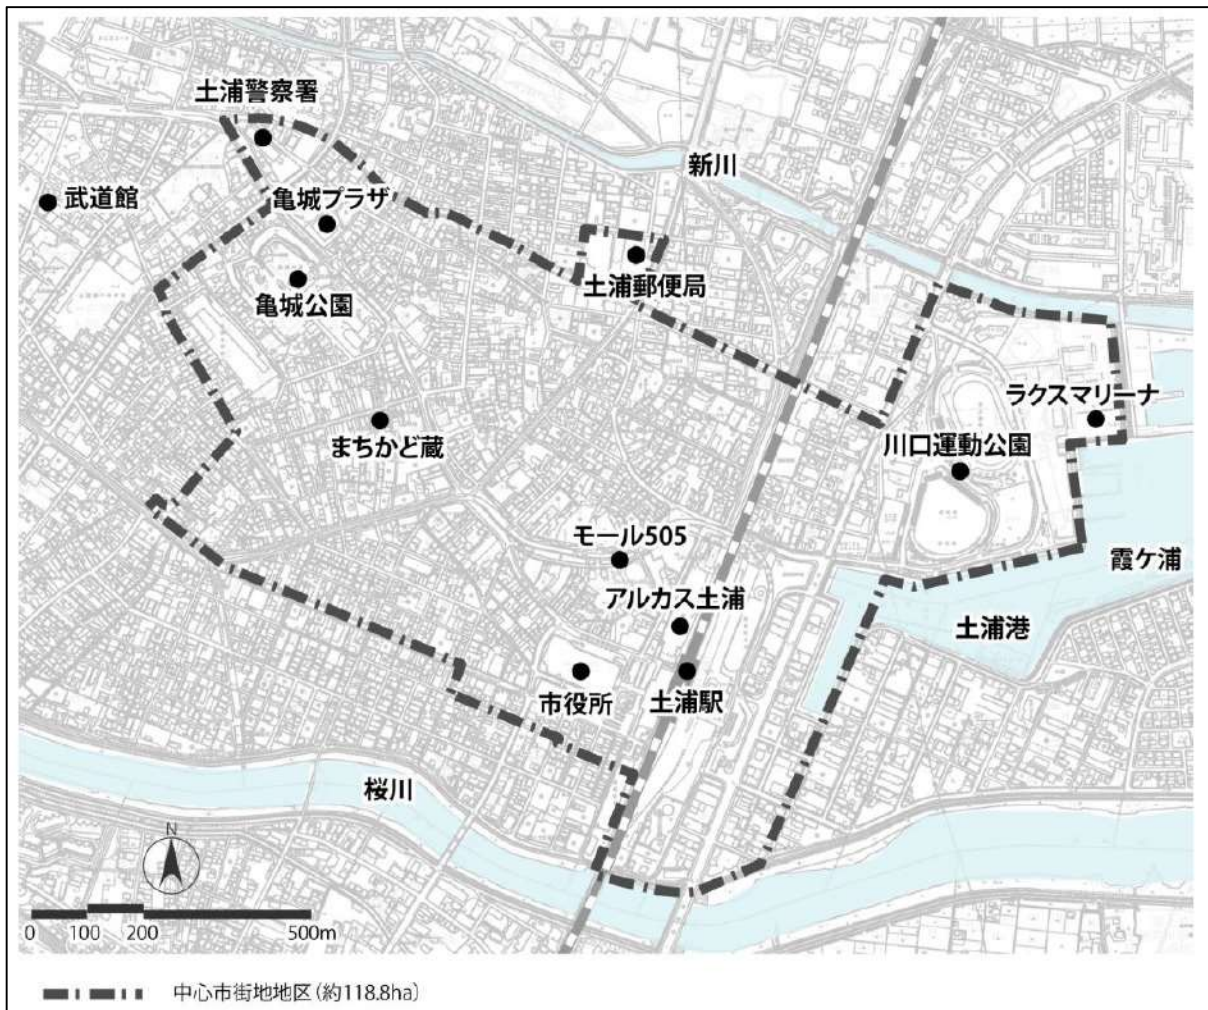 土浦警察署
新川
武道館
亀城プラザ
土浦郵便局
亀城公園
ラクスマリーナ
まちかど蔵
川口運動公園
モール505
霞ケ浦
アルカス土浦
土浦港
市役所
土浦駅
桜川
N
0 100 200 500m
中心市街地地区(約118.8ha)